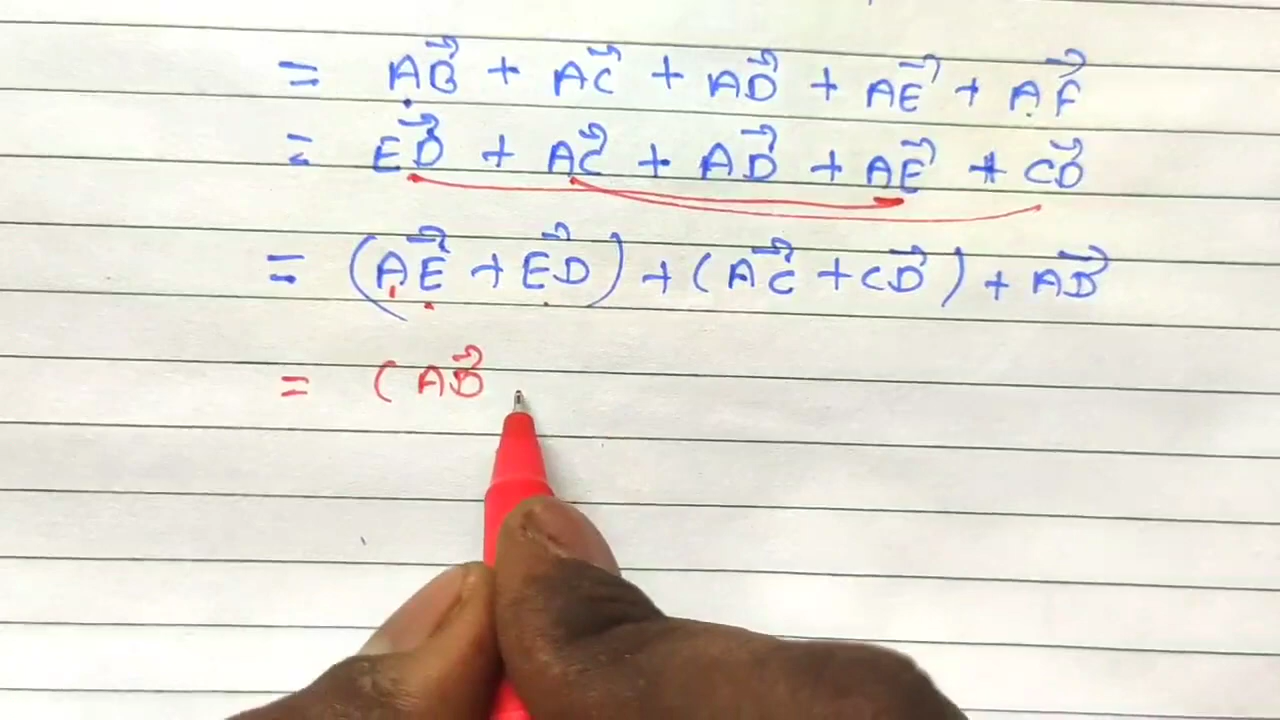 = AB⃗ + AC⃗ + AD⃗ + AE⃗ + AF⃗
= ED⃗ + AC⃗ + AD⃗ + AE⃗ + CD⃗
= (AE⃗ + ED⃗) + (AC⃗ + CD⃗) + AD⃗
= (AD⃗